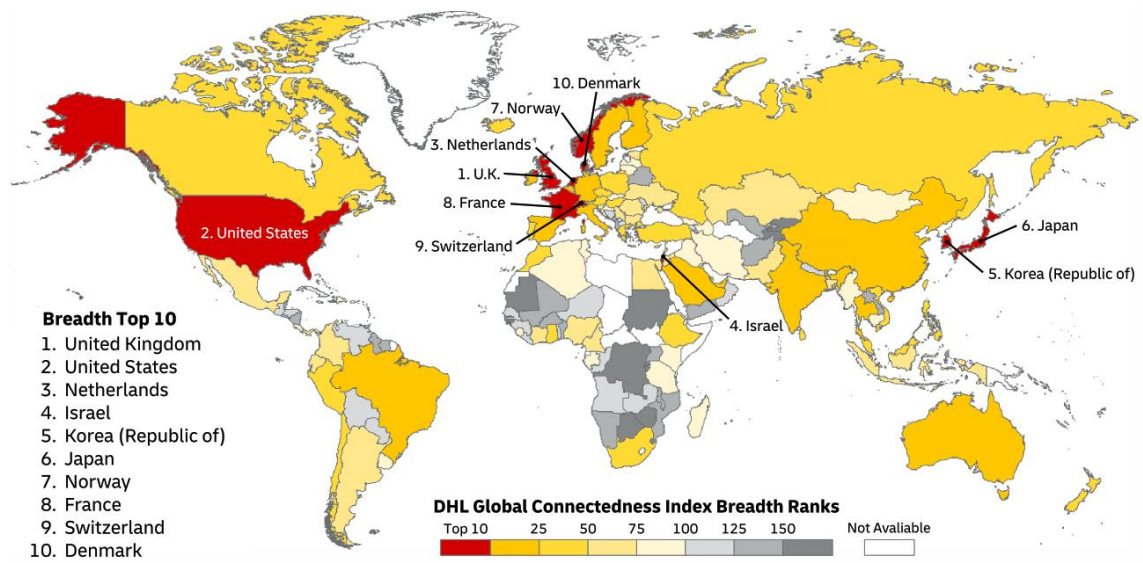 10. Denmark
7. Norway
3. Netherlands
1. U.K.
8. France
9. Switzerland
2. United States
6. Japan
5. Korea (Republic of)
4. Israel
Breadth Top 10
1. United Kingdom
2. United States
3. Netherlands
4. Israel
5. Korea (Republic of)
6. Japan
7. Norway
8. France
9. Switzerland
10. Denmark
DHL Global Connectedness Index Breadth Ranks
Top 10 25 50 75 100 125 150 Not Avaliable